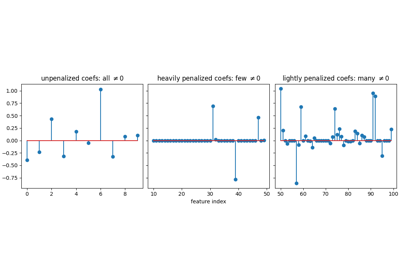 unpenalized coefs: all ≠0
heavily penalized coefs: few ≠0
lightly penalized coefs: many ≠0
1.00
0.75
0.50
0.25
0.00
−0.25
−0.50
−0.75
0 2 4 6 8
10 20 30 40 50
50 60 70 80 90 100
feature index